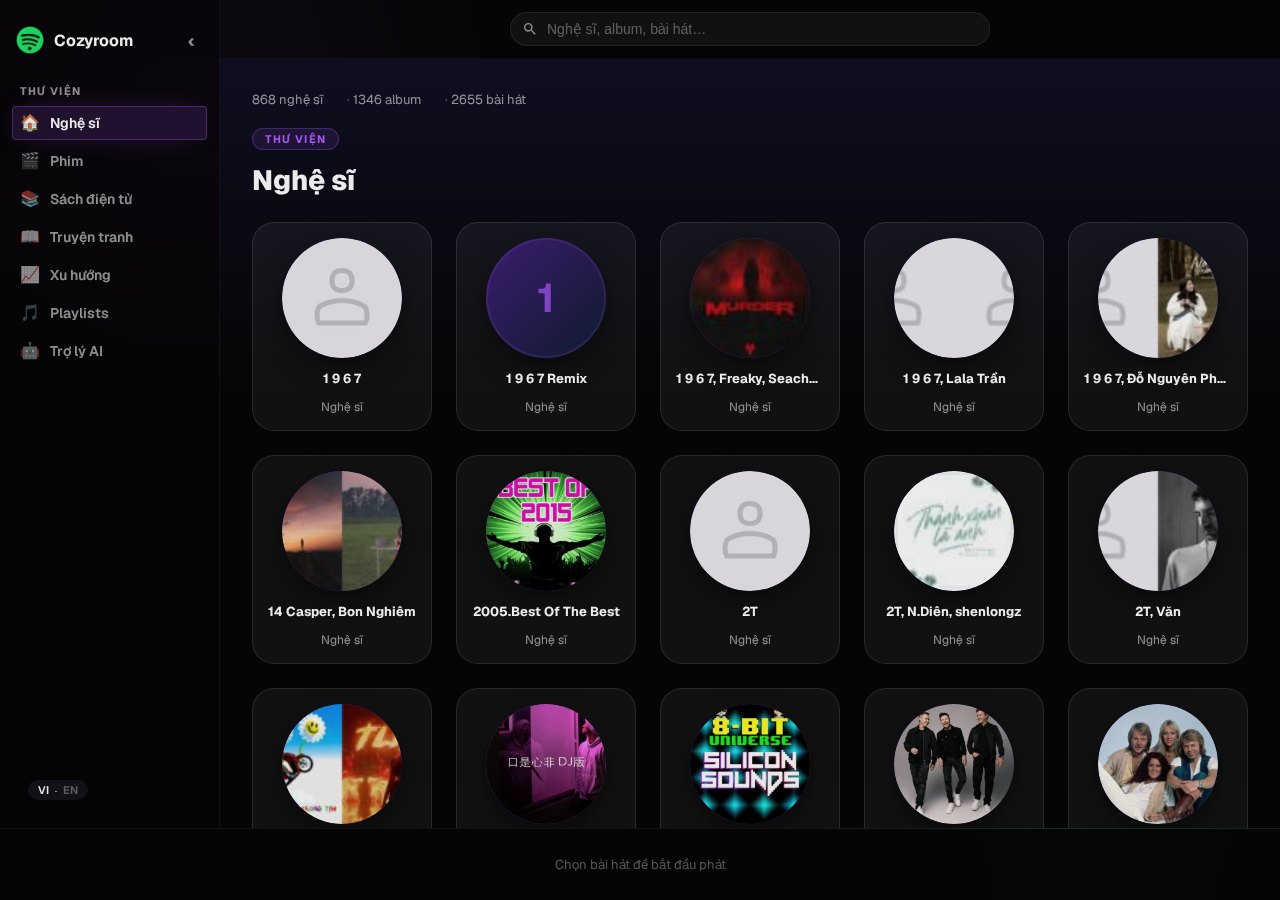 Cozyroom
‹
Nghệ sĩ, album, bài hát…
THƯ VIỆN
Nghệ sĩ
Phim
Sách điện tử
Truyện tranh
Xu hướng
Playlists
Trợ lý AI
VI · EN
868 nghệ sĩ · 1346 album · 2655 bài hát
THƯ VIỆN
Nghệ sĩ
1
MURDER
1 9 6 7
1 9 6 7 Remix
1 9 6 7, Freaky, Seach...
1 9 6 7, Lala Trần
1 9 6 7, Đỗ Nguyên Ph...
Nghệ sĩ
Nghệ sĩ
Nghệ sĩ
Nghệ sĩ
Nghệ sĩ
BEST OF
2015
Thanh xuân
là anh
14 Casper, Bon Nghiêm
2005.Best Of The Best
2T
2T, N.Diên, shenlongz
2T, Văn
Nghệ sĩ
Nghệ sĩ
Nghệ sĩ
Nghệ sĩ
Nghệ sĩ
口是心非 DJ版
8-BIT
UNIVERSE
SILICON
SOUNDS
Chọn bài hát để bắt đầu phát